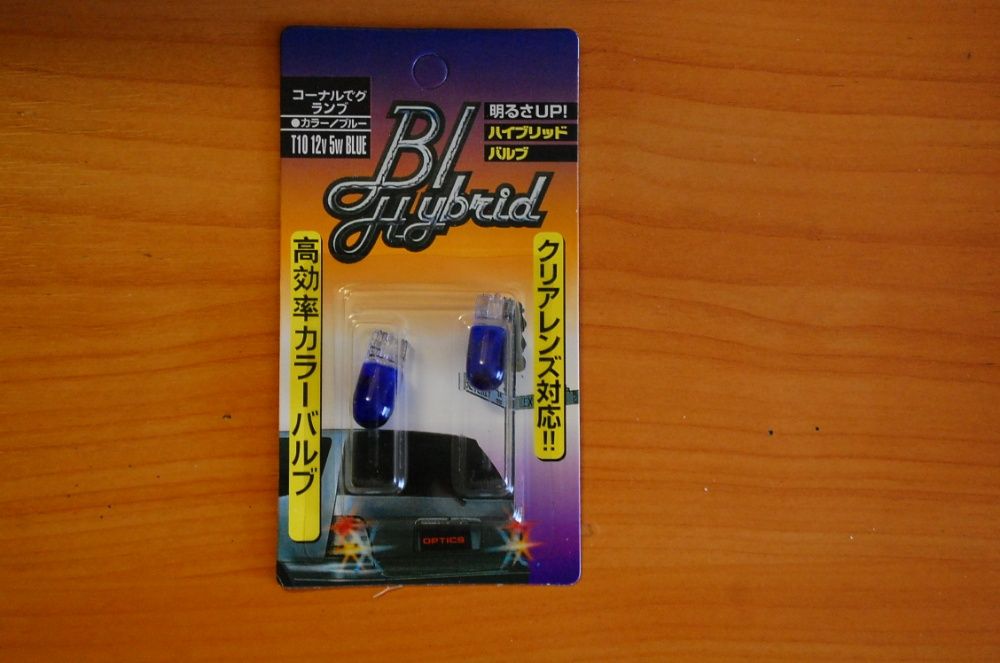 コーナルでグ
ランプ
●カラー/ブルー
T10 12v 5w BLUE
B/
Hybrid
明るさUP!
ハイブリッド
バルブ
高効率カラーバルブ
クリアレンズ対応!!
OPTICS